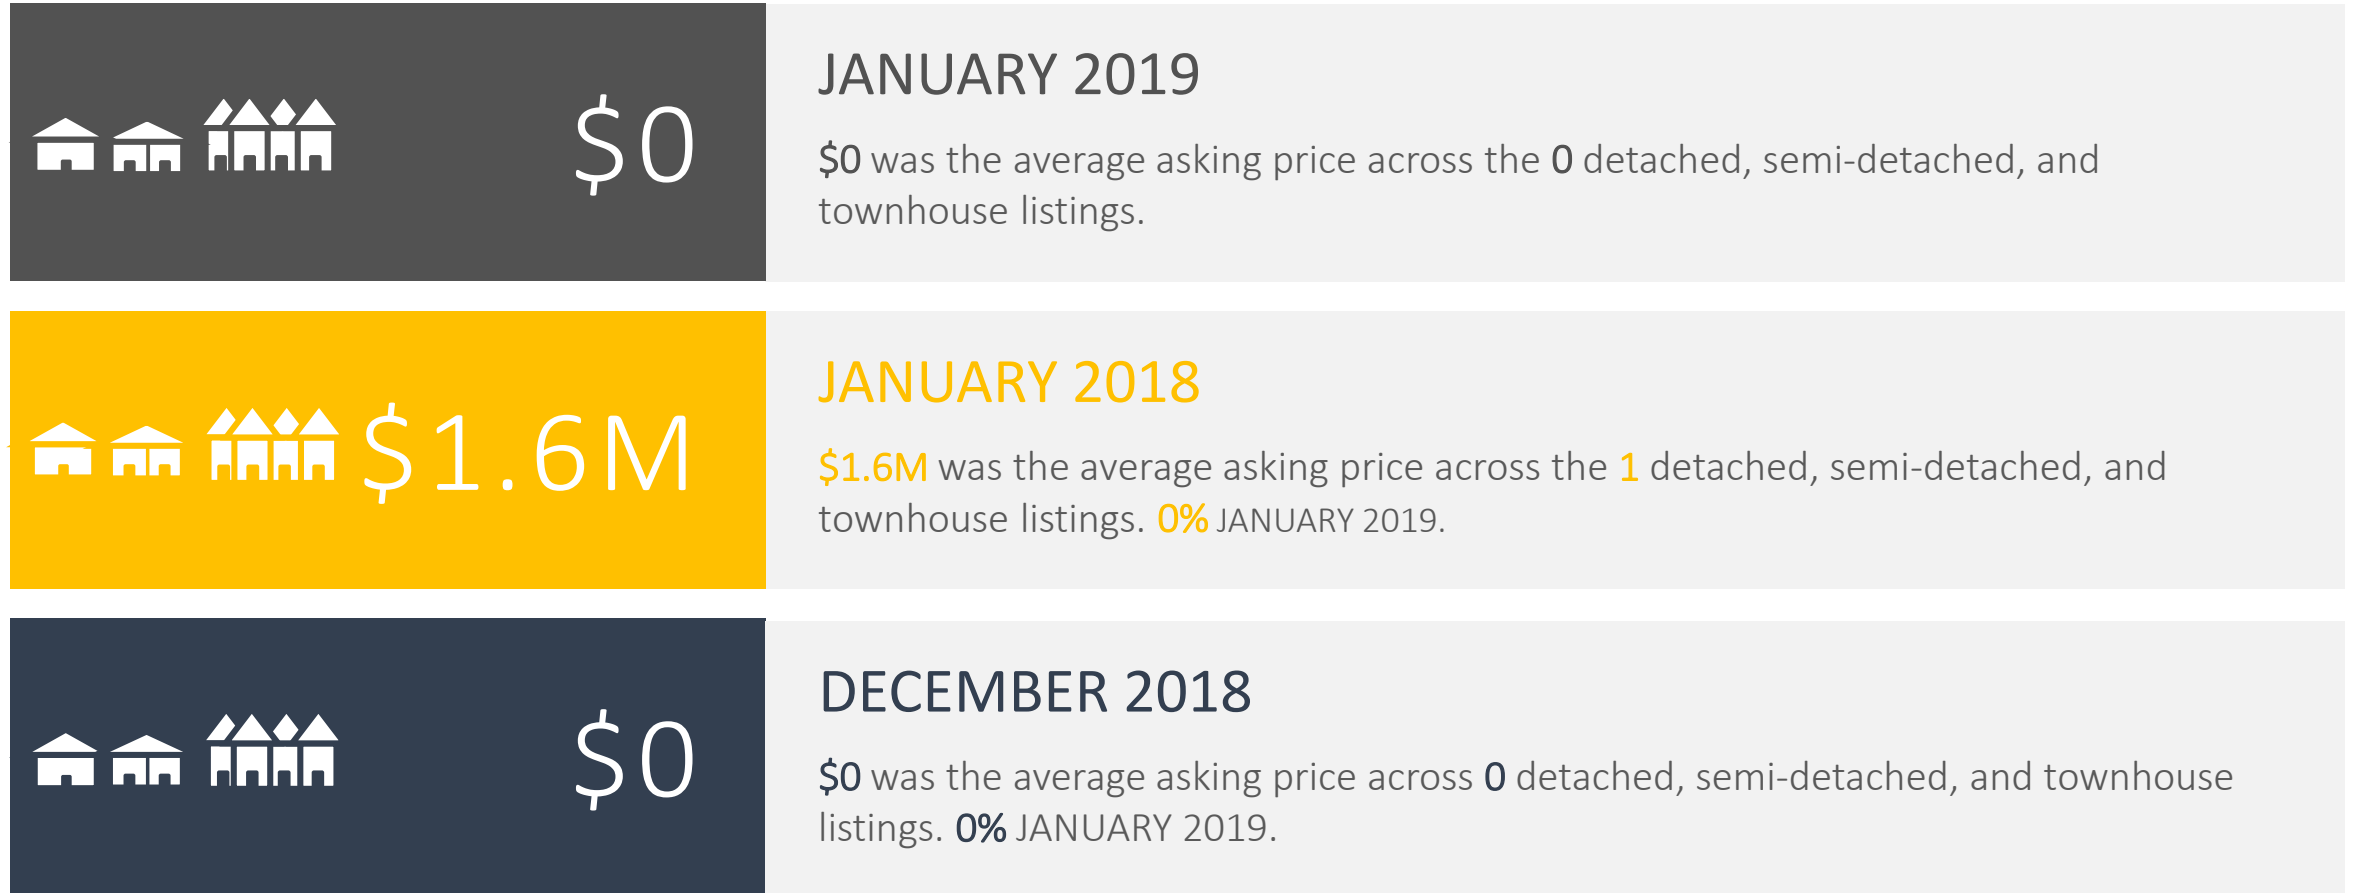 $0
JANUARY 2019
$0 was the average asking price across the 0 detached, semi-detached, and
townhouse listings.
$1.6M
JANUARY 2018
$1.6M was the average asking price across the 1 detached, semi-detached, and
townhouse listings. 0% JANUARY 2019.
$0
DECEMBER 2018
$0 was the average asking price across 0 detached, semi-detached, and townhouse
listings. 0% JANUARY 2019.